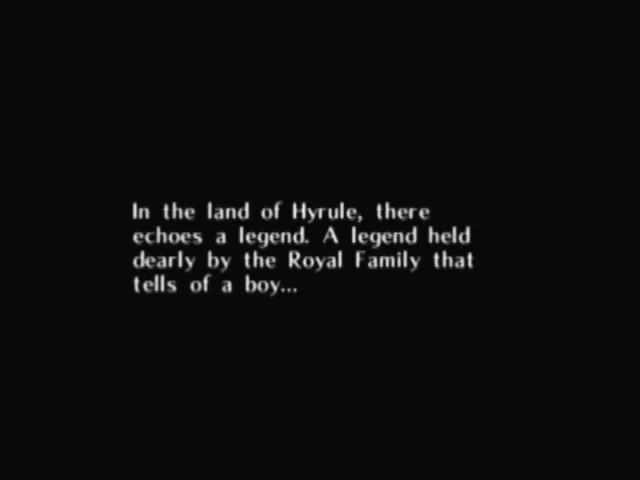 In the land of Hyrule, there
echoes a legend. A legend held
dearly by the Royal Family that
tells of a boy...